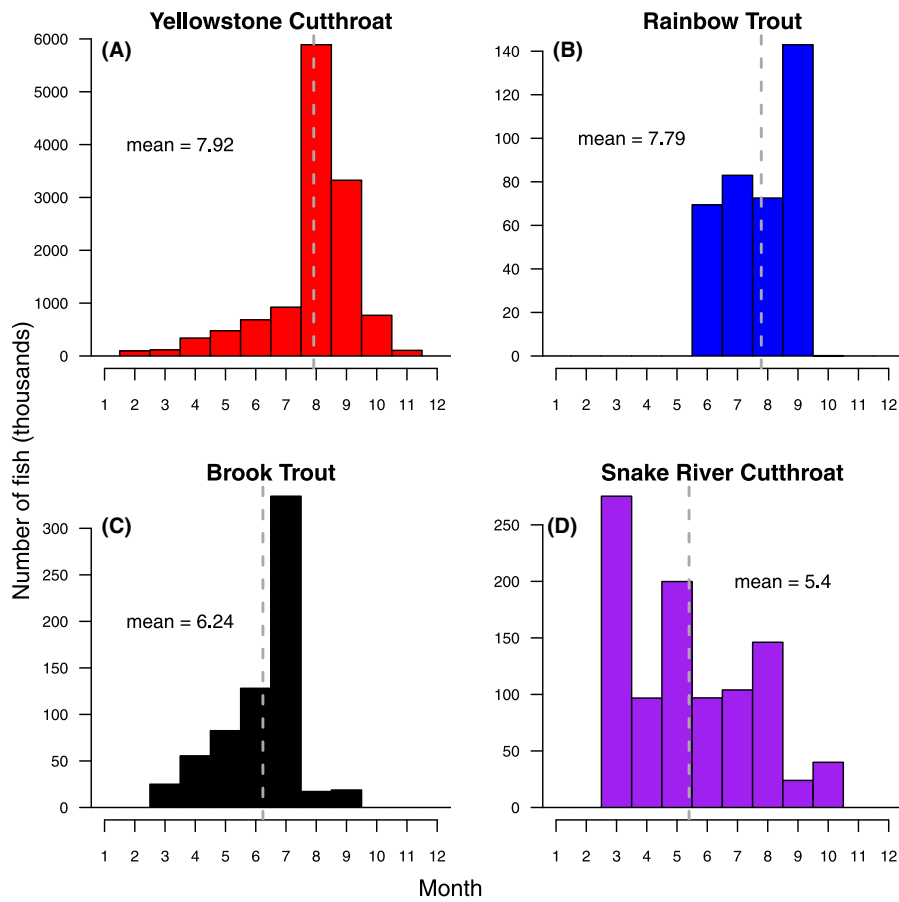 Yellowstone Cutthroat
(A)
mean = 7.92
6000
5000
4000
3000
2000
1000
0
1 2 3 4 5 6 7 8 9 10 11 12
Rainbow Trout
(B)
mean = 7.79
140
120
100
80
60
40
20
0
1 2 3 4 5 6 7 8 9 10 11 12
Number of fish (thousands)
Brook Trout
(C)
mean = 6.24
300
250
200
150
100
50
0
1 2 3 4 5 6 7 8 9 10 11 12
Snake River Cutthroat
(D)
mean = 5.4
250
200
150
100
50
0
1 2 3 4 5 6 7 8 9 10 11 12
Month